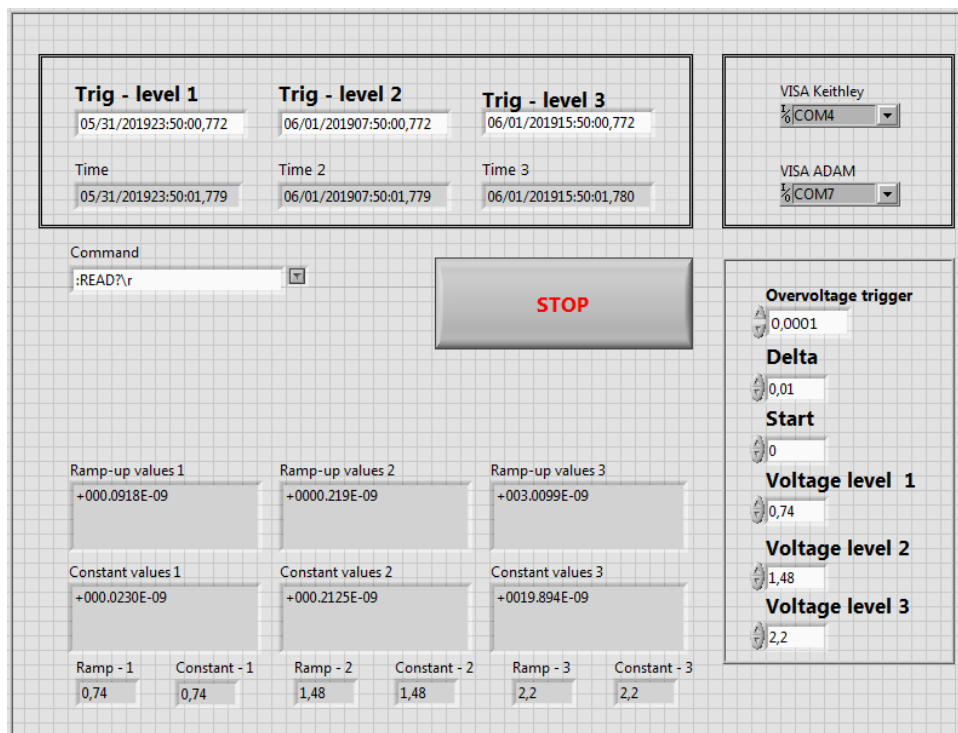 Trig - level 1
Trig - level 2
Trig - level 3
05/31/201923:50:00,772
06/01/201907:50:00,772
06/01/201915:50:00,772
Time
Time 2
Time 3
05/31/201923:50:01,779
06/01/201907:50:01,779
06/01/201915:50:01,780
VISA Keithley
COM4
VISA ADAM
COM7
Command
:READ?\r
STOP
Overvoltage trigger
0,0001
Delta
0,01
Start
0
Voltage level 1
0,74
Voltage level 2
1,48
Voltage level 3
2,2
Ramp-up values 1
Ramp-up values 2
Ramp-up values 3
+000.0918E-09
+0000.219E-09
+003.0099E-09
Constant values 1
Constant values 2
Constant values 3
+000.0230E-09
+000.2125E-09
+0019.894E-09
Ramp - 1
Constant - 1
Ramp - 2
Constant - 2
Ramp - 3
Constant - 3
0,74
0,74
1,48
1,48
2,2
2,2